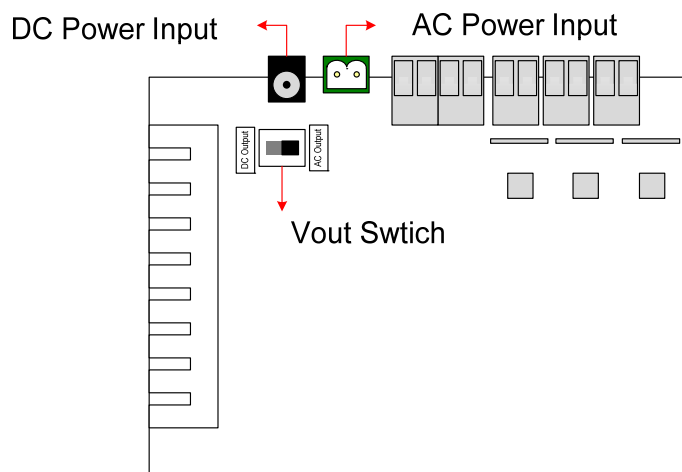 DC Power Input
AC Power Input
DC Output
AC Output
Vout Swtich